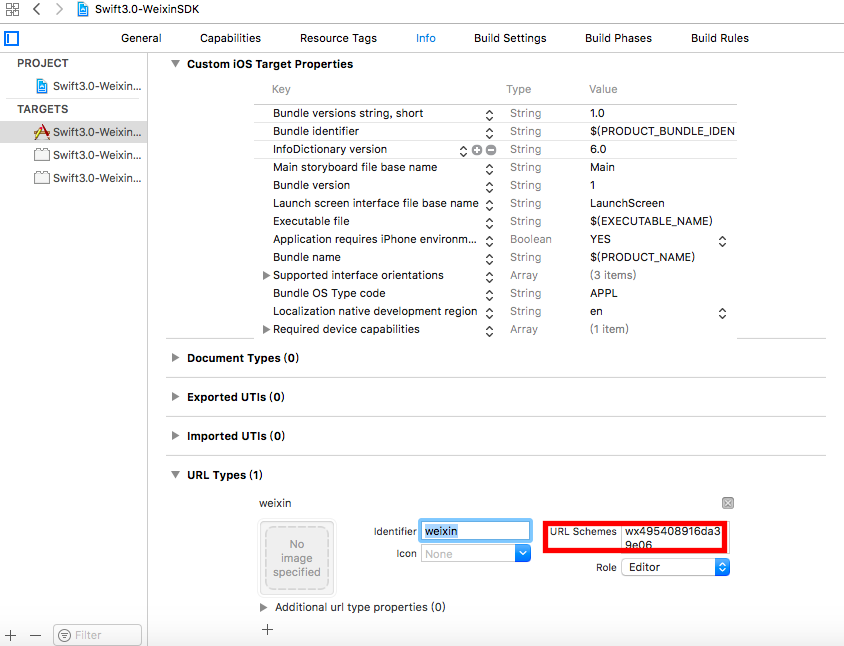 Swift3.0-WeixinSDK
General Capabilities Resource Tags Info Build Settings Build Phases Build Rules
PROJECT
Swift3.0-Weixin...
TARGETS
Swift3.0-Weixin...
Swift3.0-Weixin...
Swift3.0-Weixin...
Filter
Custom iOS Target Properties
Key Type Value
Bundle versions string, short String 1.0
Bundle identifier String $(PRODUCT_BUNDLE_IDEN
InfoDictionary version String 6.0
Main storyboard file base name String Main
Bundle version String 1
Launch screen interface file base name String LaunchScreen
Executable file String $(EXECUTABLE_NAME)
Application requires iPhone environm... Boolean YES
Bundle name String $(PRODUCT_NAME)
Supported interface orientations Array (3 items)
Bundle OS Type code String APPL
Localization native development region String en
Required device capabilities Array (1 item)
Document Types (0)
Exported UTIs (0)
Imported UTIs (0)
URL Types (1)
weixin
No
image
specified
Identifier weixin
Icon None
URL Schemes wx495408916da3
9e06
Role Editor
Additional url type properties (0)